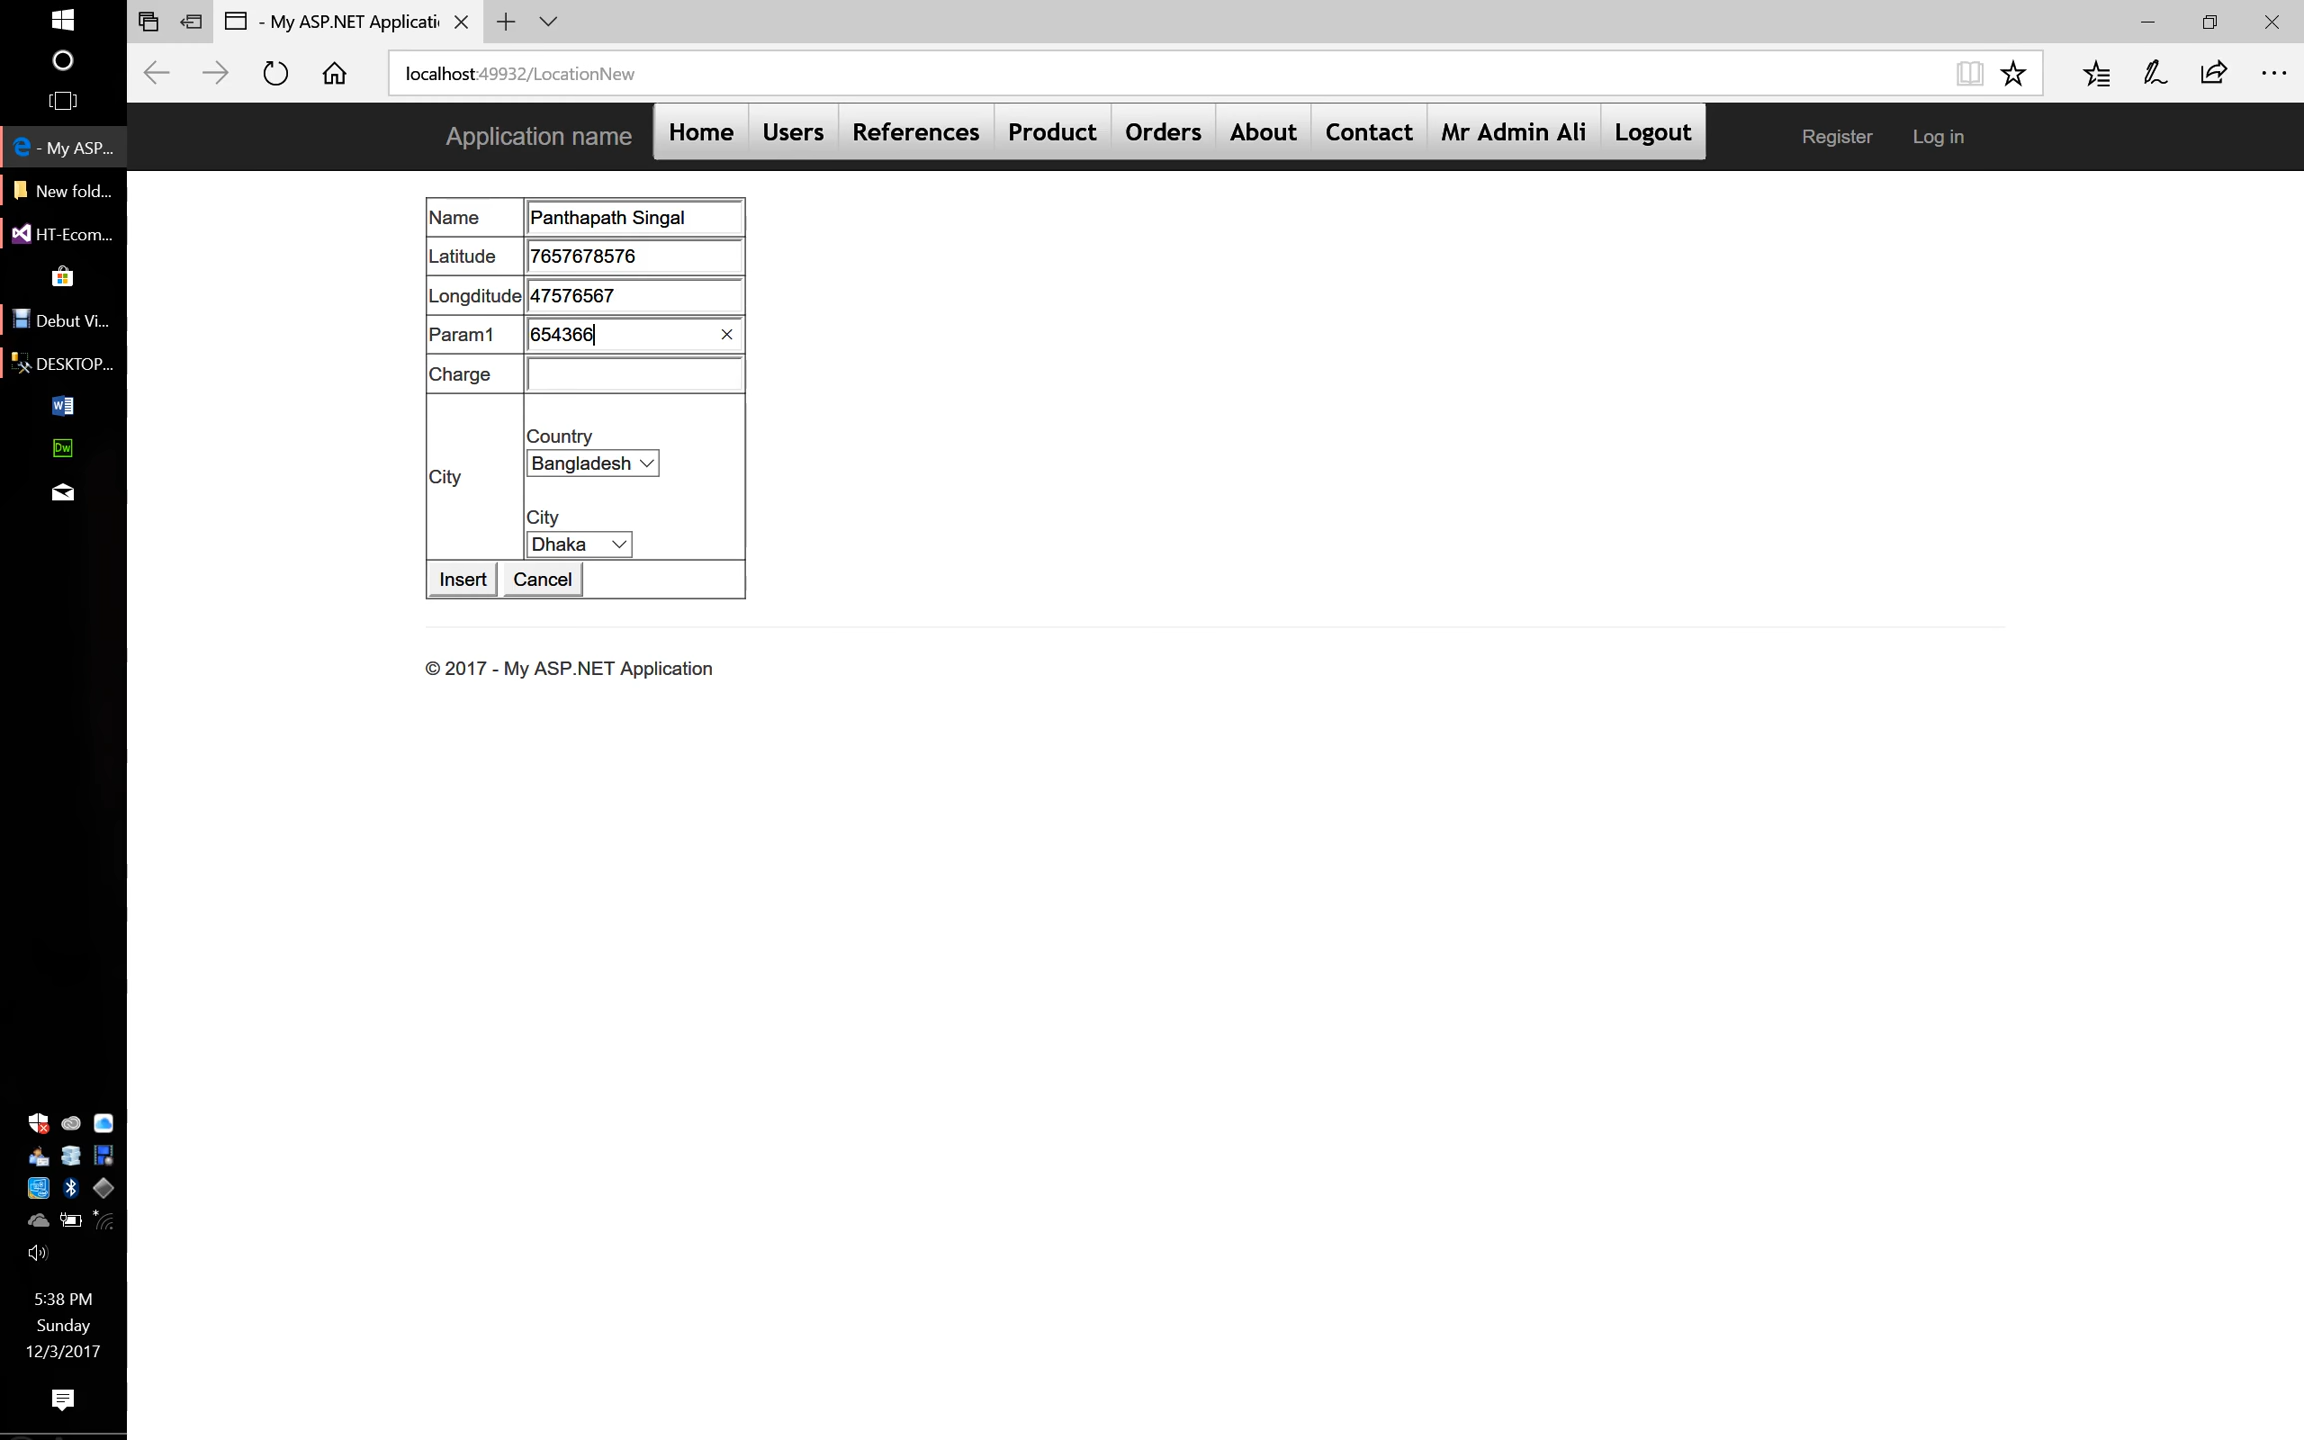 - My ASP.NET Applicati
localhost:49932/LocationNew
- My ASP...
New fold...
HT-Ecom...
Debut Vi...
DESKTOP...
Dw
Application name
Home Users References Product Orders About Contact Mr Admin Ali Logout
Register Log in
Name Panthapath Singal
Latitude 7657678576
Longditude 47576567
Param1 654366
Charge
City
Country
Bangladesh
City
Dhaka
Insert Cancel
© 2017 - My ASP.NET Application
5:38 PM
Sunday
12/3/2017